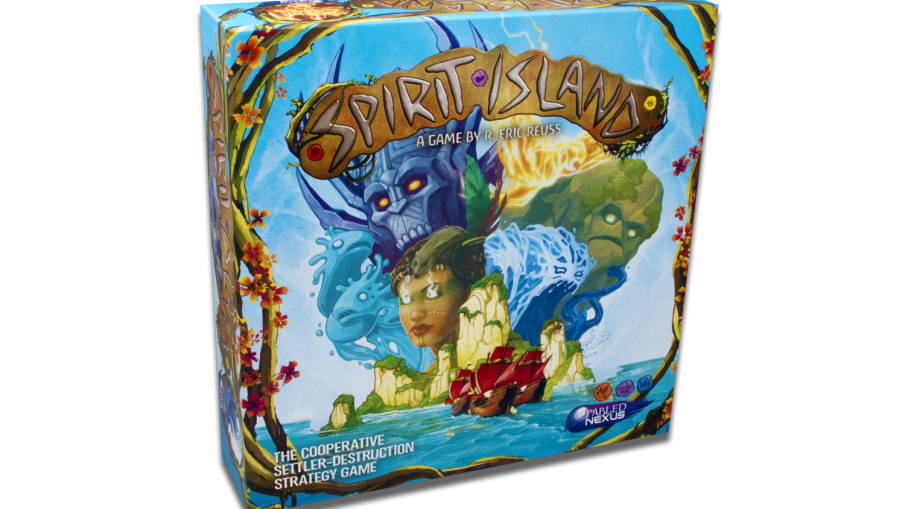 SPIRIT ISLAND
A GAME BY R. ERIC REUSS
THE COOPERATIVE
SETTLER-DESTRUCTION
STRATEGY GAME
FABLED
NEXUS